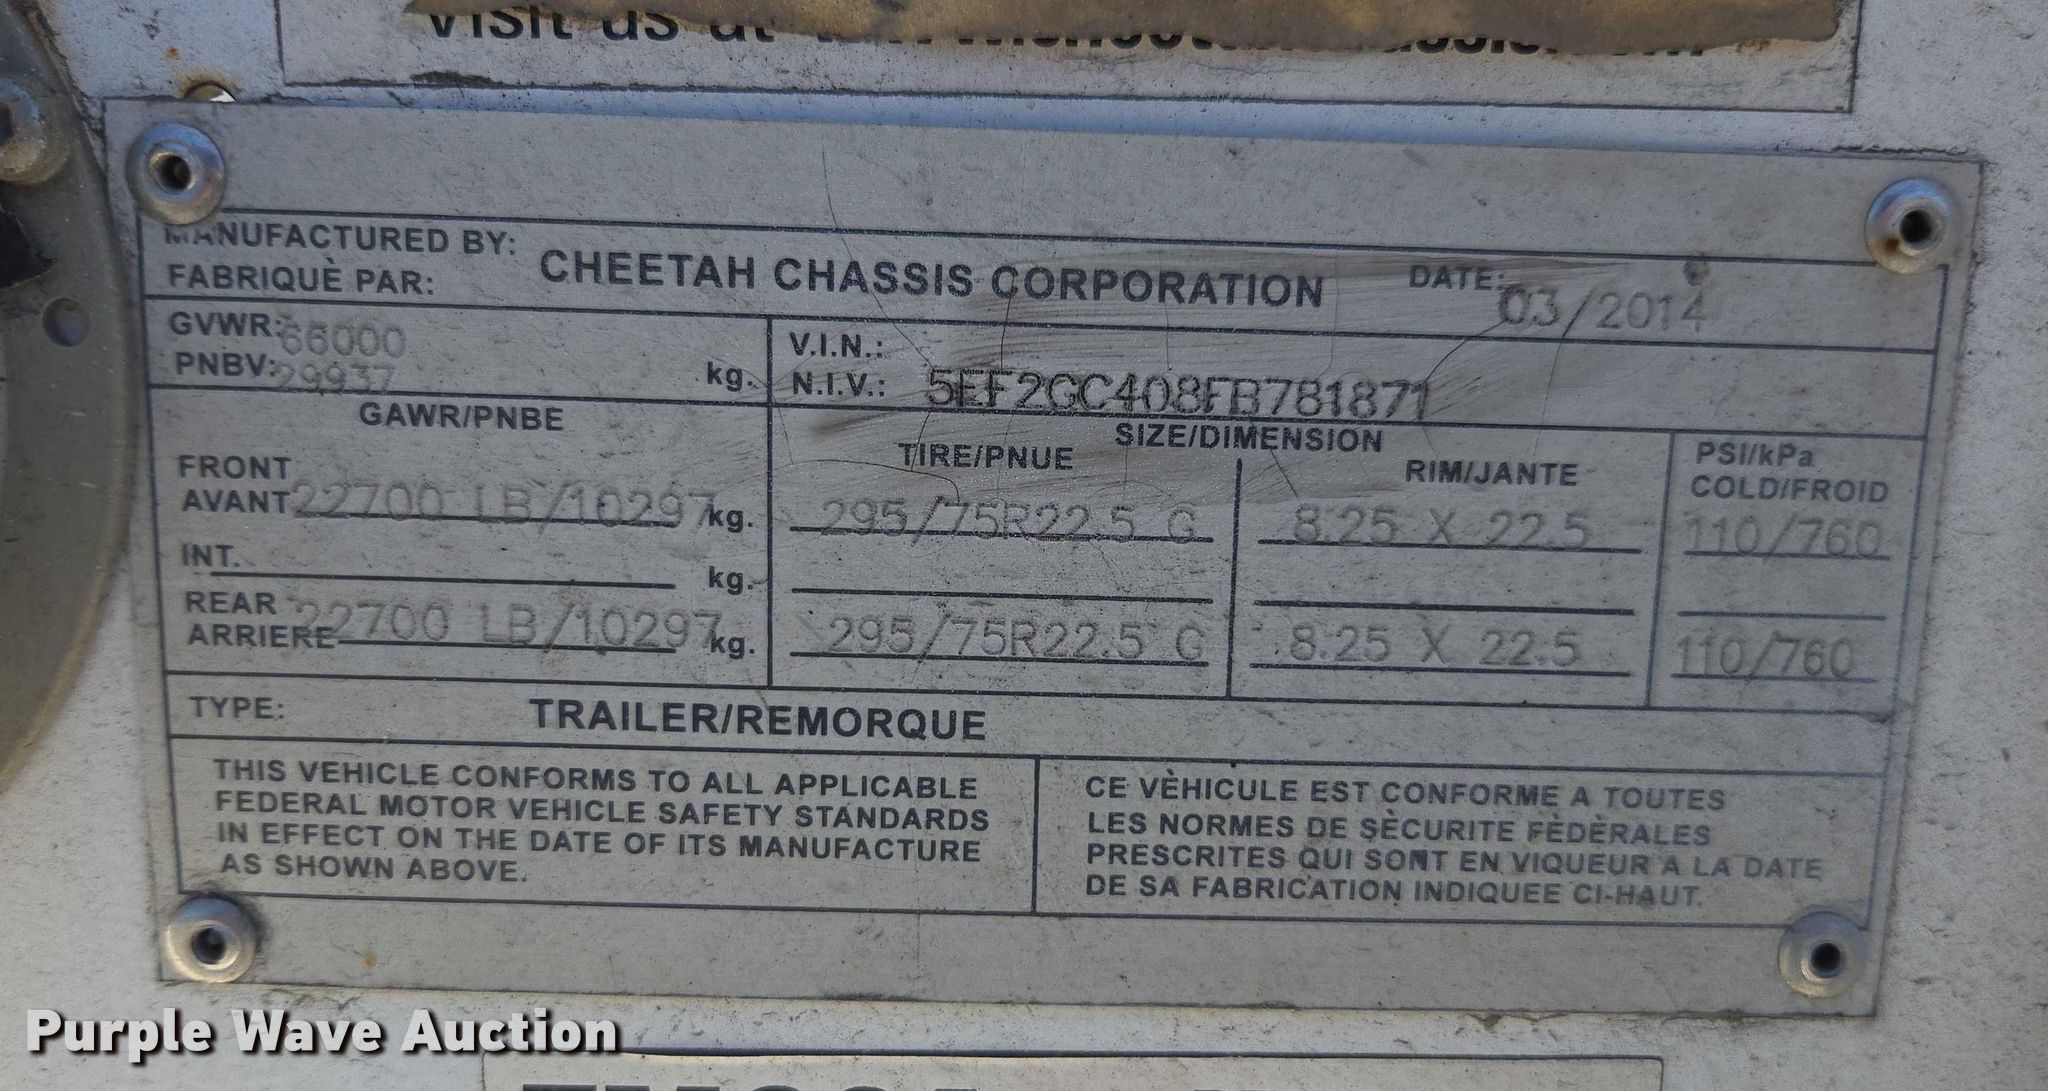 Visit us at
MANUFACTURED BY:
FABRIQUÈ PAR:
CHEETAH CHASSIS CORPORATION
DATE: 03/2014
GVWR: 66000
PNBV: 29937 kg.
V.I.N.:
N.I.V.: 5EF2GC408FB781871
GAWR/PNBE
SIZE/DIMENSION
TIRE/PNUE
RIM/JANTE
PSI/kPa
COLD/FROID
FRONT
AVANT 22700 LB/10297 kg. 295/75R22.5 G 8.25 X 22.5 110/760
INT. kg.
REAR
ARRIERE 22700 LB/10297 kg. 295/75R22.5 G 8.25 X 22.5 110/760
TYPE: TRAILER/REMORQUE
THIS VEHICLE CONFORMS TO ALL APPLICABLE
FEDERAL MOTOR VEHICLE SAFETY STANDARDS
IN EFFECT ON THE DATE OF ITS MANUFACTURE
AS SHOWN ABOVE.
CE VÈHICULE EST CONFORME A TOUTES
LES NORMES DE SÈCURITE FÈDÈRALES
PRESCRITES QUI SONT EN VIQUEUR A LA DATE
DE SA FABRICATION INDIQUEE CI-HAUT.
Purple Wave Auction